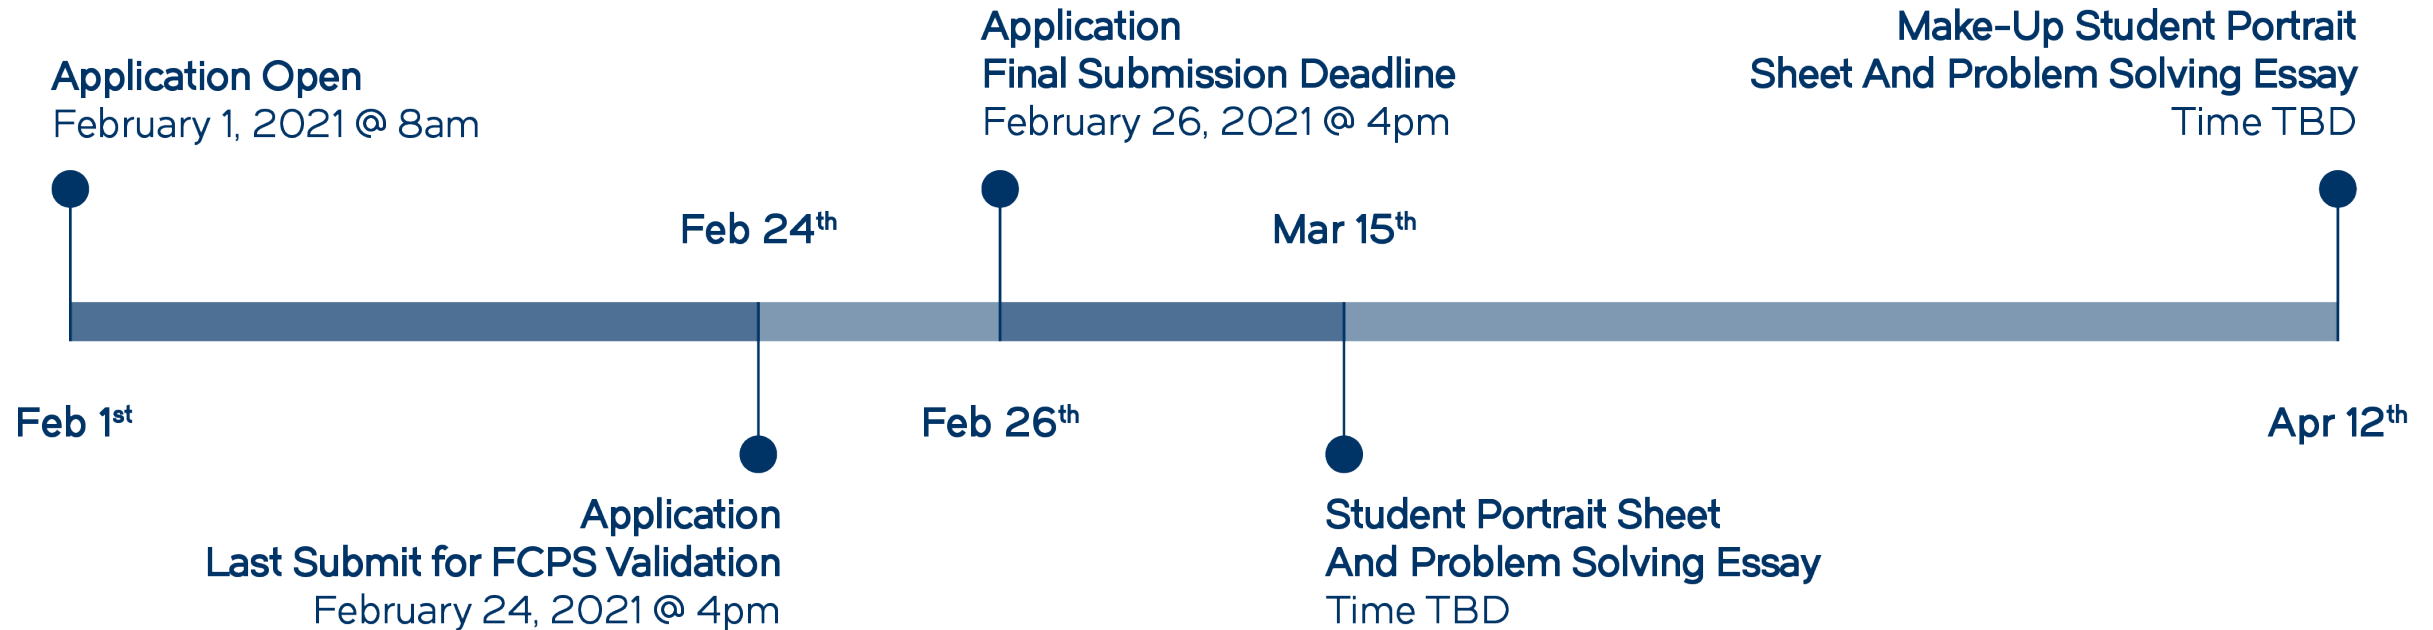 Application Open
February 1, 2021 @ 8am
Application
Final Submission Deadline
February 26, 2021 @ 4pm
Make-Up Student Portrait
Sheet And Problem Solving Essay
Time TBD
Feb 24th
Mar 15th
Feb 1st
Feb 26th
Apr 12th
Application
Last Submit for FCPS Validation
February 24, 2021 @ 4pm
Student Portrait Sheet
And Problem Solving Essay
Time TBD